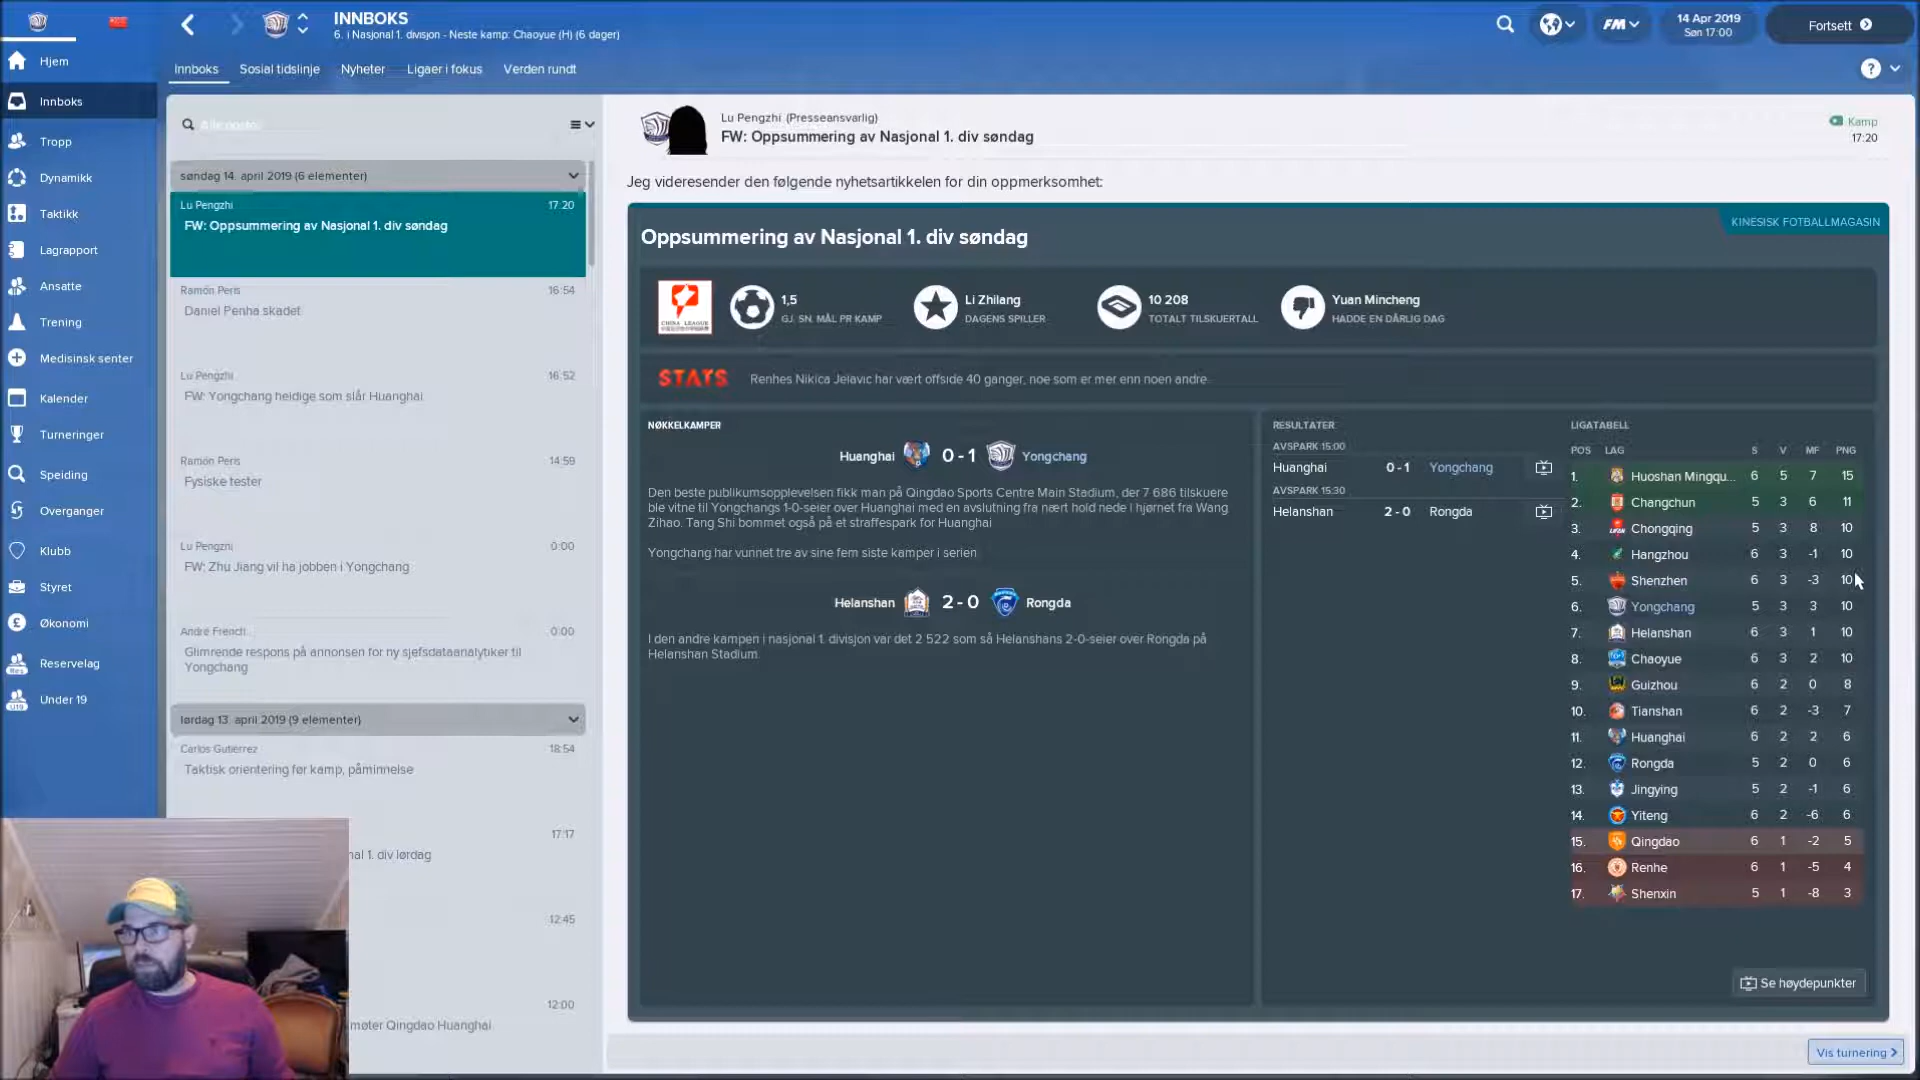 INNBOKS
6. i Nasjonal 1. divisjon - Neste kamp: Chaoyue (H) (6 dager)
FM
14 Apr 2019
Søn 17:00
Fortsett
Innboks Sosial tidslinje Nyheter Ligaer i fokus Verden rundt
?
Hjem
Innboks
Tropp
Dynamikk
Taktikk
Lagrapport
Ansatte
Trening
Medisinsk senter
Kalender
Turneringer
Speiding
Overganger
Klubb
Styret
Økonomi
Reservelag
Under 19
søndag 14. april 2019 (6 elementer)
Lu Pengzhi 17:20
FW: Oppsummering av Nasjonal 1. div søndag
Ramón Peris 16:54
Daniel Penha skadet
Lu Pengzhi 16:52
FW: Yongchang heldige som slår Huanghai
Ramón Peris 14:59
Fysiske tester
Lu Pengzhi 0:00
FW: Zhu Jiang vil ha jobben i Yongchang
André French... 0:00
Glimrende respons på annonsen for ny sjefsdataanalytiker til
Yongchang
lørdag 13. april 2019 (9 elementer)
Carlos Gutiérrez 18:54
Taktisk orientering før kamp, påminnelse
17:17
nal 1. div lørdag
12:45
12:00
møter Qingdao Huanghai
Lu Pengzhi (Presseansvarlig)
FW: Oppsummering av Nasjonal 1. div søndag
Kamp
17:20
Jeg videresender den følgende nyhetsartikkelen for din oppmerksomhet:
KINESISK FOTBALLMAGASIN
Oppsummering av Nasjonal 1. div søndag
CHINA LEAGUE
1,5
GJ. SN. MÅL PR KAMP
Li Zhilang
DAGENS SPILLER
10 208
TOTALT TILSKUERTALL
Yuan Mincheng
HADDE EN DÅRLIG DAG
STATS
Renhes Nikica Jelavic har vært offside 40 ganger, noe som er mer enn noen andre.
NØKKELKAMPER
Huanghai 0 - 1 Yongchang
Den beste publikumsopplevelsen fikk man på Qingdao Sports Centre Main Stadium, der 7 686 tilskuere
ble vitne til Yongchangs 1-0-seier over Huanghai med en avslutning fra nært hold nede i hjørnet fra Wang
Zihao. Tang Shi bommet også på et straffespark for Huanghai
Yongchang har vunnet tre av sine fem siste kamper i serien
Helanshan 2 - 0 Rongda
I den andre kampen i nasjonal 1. divisjon var det 2 522 som så Helanshans 2-0-seier over Rongda på
Helanshan Stadium.
RESULTATER
AVSPARK 15:00
Huanghai 0 - 1 Yongchang
AVSPARK 15:30
Helanshan 2 - 0 Rongda
LIGATABELL
POS LAG S V MF PNG
1. Huoshan Mingqu... 6 5 7 15
2. Changchun 5 3 6 11
3. Chongqing 5 3 8 10
4. Hangzhou 6 3 -1 10
5. Shenzhen 6 3 -3 10
6. Yongchang 5 3 3 10
7. Helanshan 6 3 1 10
8. Chaoyue 6 3 2 10
9. Guizhou 6 2 0 8
10. Tianshan 6 2 -3 7
11. Huanghai 6 2 2 6
12. Rongda 5 2 0 6
13. Jingying 5 2 -1 6
14. Yiteng 6 2 -6 6
15. Qingdao 6 1 -2 5
16. Renhe 6 1 -5 4
17. Shenxin 5 1 -8 3
Se høydepunkter
Vis turnering